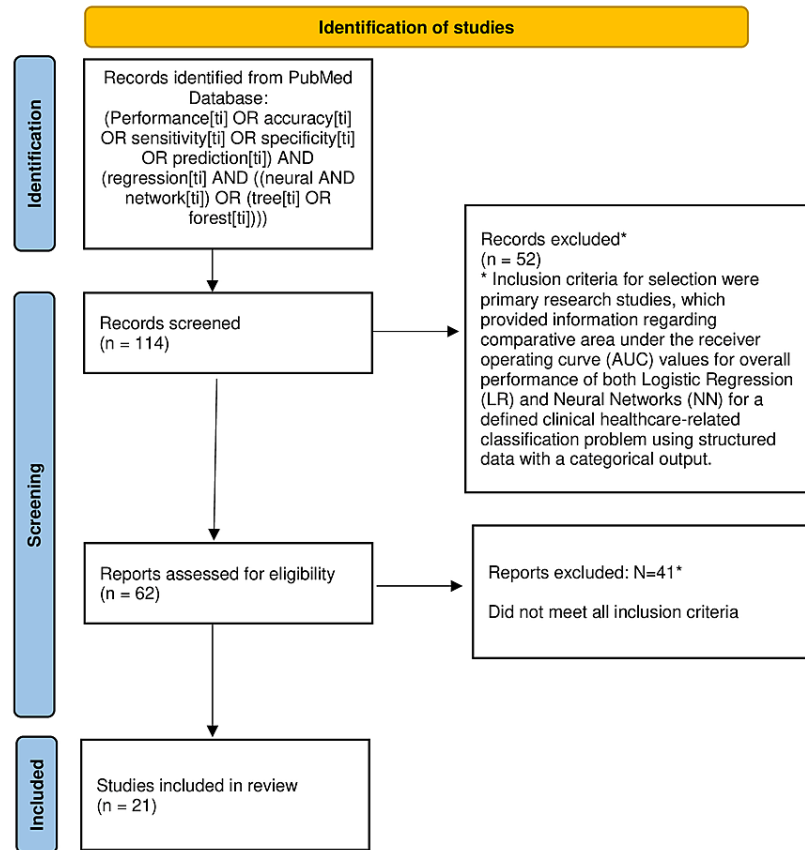 Identification of studies
Identification
Records identified from PubMed
Database:
(Performance[ti] OR accuracy[ti]
OR sensitivity[ti] OR specificity[ti]
OR prediction[ti]) AND
(regression[ti] AND ((neural AND
network[ti]) OR (tree[ti] OR
forest[ti])))
Screening
Records screened
(n = 114)
Records excluded*
(n = 52)
* Inclusion criteria for selection were
primary research studies, which
provided information regarding
comparative area under the receiver
operating curve (AUC) values for overall
performance of both Logistic Regression
(LR) and Neural Networks (NN) for a
defined clinical healthcare-related
classification problem using structured
data with a categorical output.
Reports assessed for eligibility
(n = 62)
Reports excluded: N=41*
Did not meet all inclusion criteria
Included
Studies included in review
(n = 21)